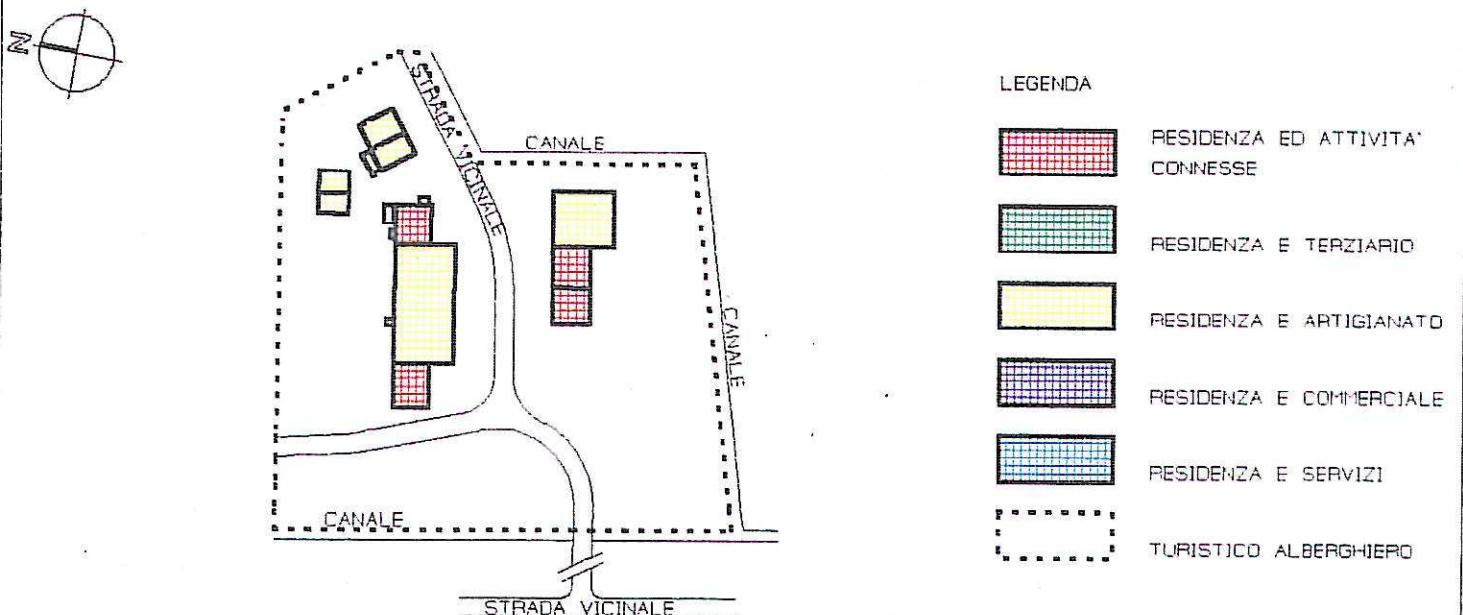 N
STRADA VICINALE
CANALE
CANALE
CANALE
STRADA VICINALE
LEGENDA
RESIDENZA ED ATTIVITA'
CONNESSE
RESIDENZA E TERZIARIO
RESIDENZA E ARTIGIANATO
RESIDENZA E COMMERCIALE
RESIDENZA E SERVIZI
TURISTICO ALBERGHIERO